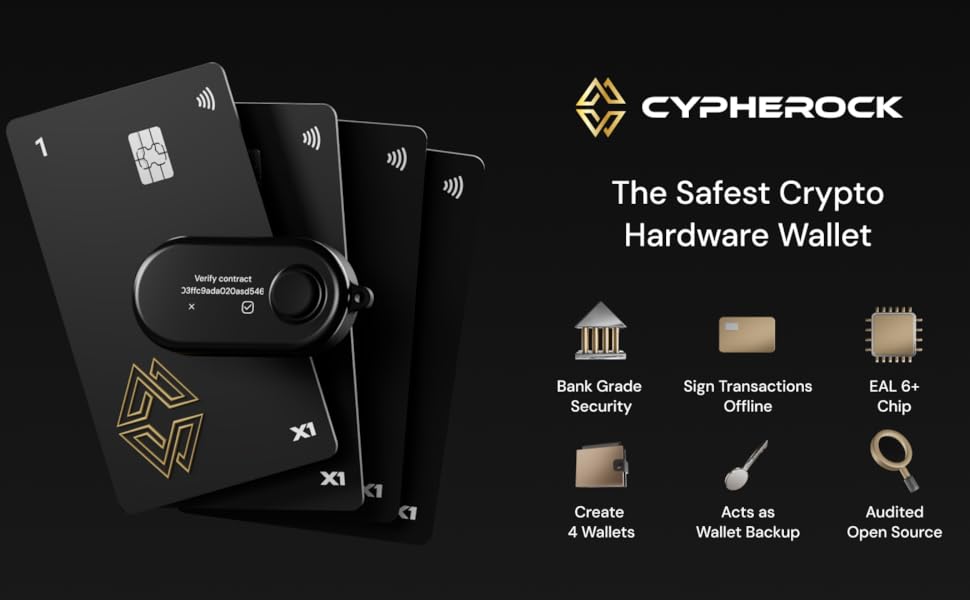 1
Verify contract
03ffc9ada020asd546
X1
X1
X1
X1
CYPHEROCK
The Safest Crypto
Hardware Wallet
Bank Grade
Security
Sign Transactions
Offline
EAL 6+
Chip
Create
4 Wallets
Acts as
Wallet Backup
Audited
Open Source